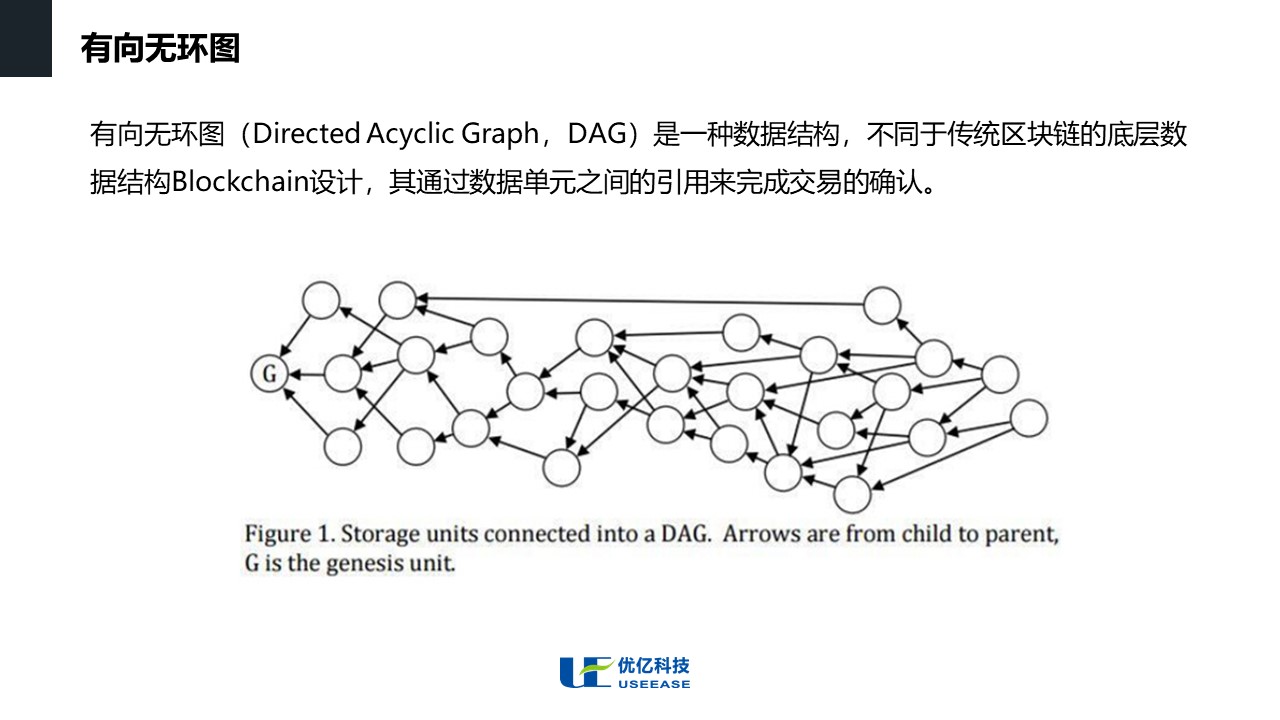 有向无环图
有向无环图（Directed Acyclic Graph，DAG）是一种数据结构，不同于传统区块链的底层数
据结构Blockchain设计，其通过数据单元之间的引用来完成交易的确认。
G
Figure 1. Storage units connected into a DAG. Arrows are from child to parent,
G is the genesis unit.
UE 优亿科技
USEEASE